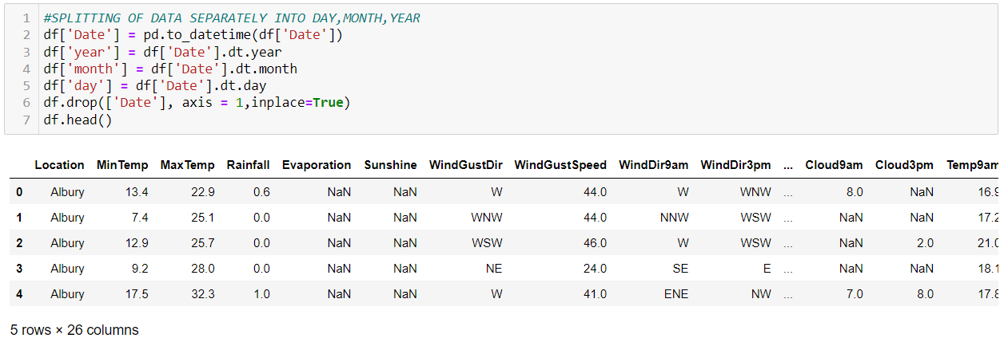 1 #SPLITTING OF DATA SEPARATELY INTO DAY,MONTH,YEAR
2 df['Date'] = pd.to_datetime(df['Date'])
3 df['year'] = df['Date'].dt.year
4 df['month'] = df['Date'].dt.month
5 df['day'] = df['Date'].dt.day
6 df.drop(['Date'], axis = 1,inplace=True)
7 df.head()
Location MinTemp MaxTemp Rainfall Evaporation Sunshine WindGustDir WindGustSpeed WindDir9am WindDir3pm ... Cloud9am Cloud3pm Temp9am
0 Albury 13.4 22.9 0.6 NaN NaN W 44.0 W WNW ... 8.0 NaN 16.9
1 Albury 7.4 25.1 0.0 NaN NaN WNW 44.0 NNW WSW ... NaN NaN 17.2
2 Albury 12.9 25.7 0.0 NaN NaN WSW 46.0 W WSW ... NaN 2.0 21.0
3 Albury 9.2 28.0 0.0 NaN NaN NE 24.0 SE E ... NaN NaN 18.1
4 Albury 17.5 32.3 1.0 NaN NaN W 41.0 ENE NW ... 7.0 8.0 17.8
5 rows × 26 columns